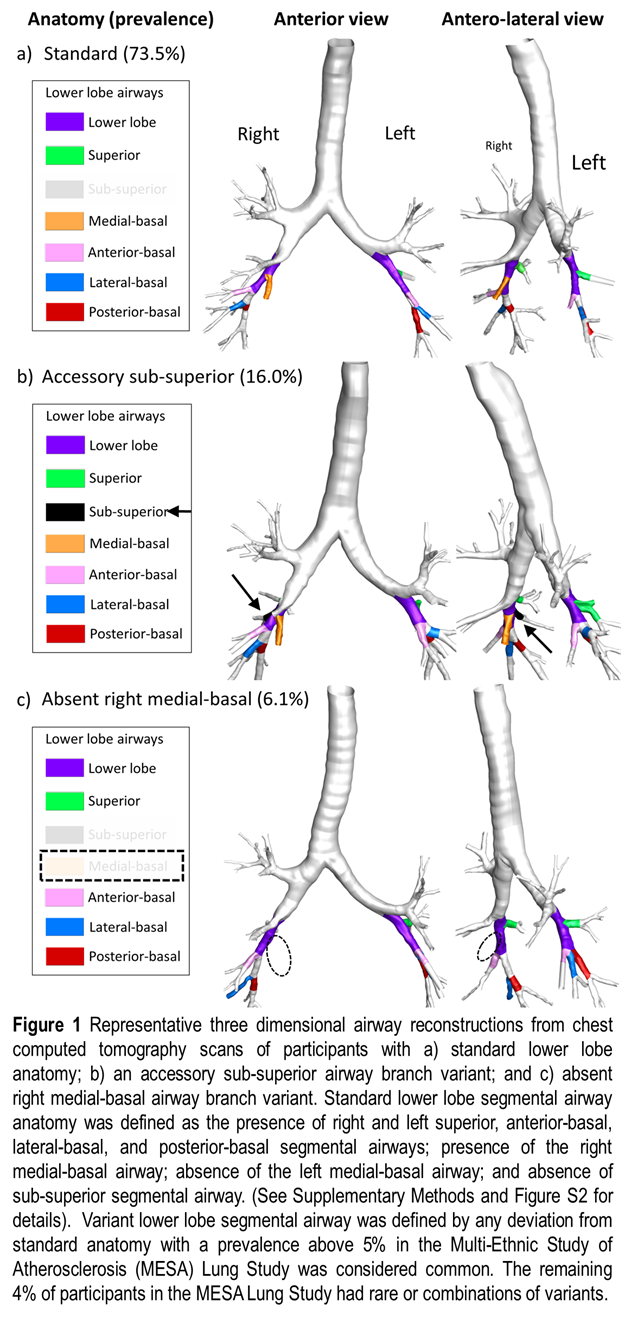 Anatomy (prevalence) Anterior view Antero-lateral view
a) Standard (73.5%)
Lower lobe airways
Lower lobe
Superior
Sub-superior
Medial-basal
Anterior-basal
Lateral-basal
Posterior-basal
Right Left
Right Left
b) Accessory sub-superior (16.0%)
Lower lobe airways
Lower lobe
Superior
Sub-superior
Medial-basal
Anterior-basal
Lateral-basal
Posterior-basal
c) Absent right medial-basal (6.1%)
Lower lobe airways
Lower lobe
Superior
Sub-superior
Medial-basal
Anterior-basal
Lateral-basal
Posterior-basal
Figure 1 Representative three dimensional airway reconstructions from chest
computed tomography scans of participants with a) standard lower lobe
anatomy; b) an accessory sub-superior airway branch variant; and c) absent
right medial-basal airway branch variant. Standard lower lobe segmental airway
anatomy was defined as the presence of right and left superior, anterior-basal,
lateral-basal, and posterior-basal segmental airways; presence of the right
medial-basal airway; absence of the left medial-basal airway; and absence of
sub-superior segmental airway. (See Supplementary Methods and Figure S2 for
details). Variant lower lobe segmental airway was defined by any deviation from
standard anatomy with a prevalence above 5% in the Multi-Ethnic Study of
Atherosclerosis (MESA) Lung Study was considered common. The remaining
4% of participants in the MESA Lung Study had rare or combinations of variants.